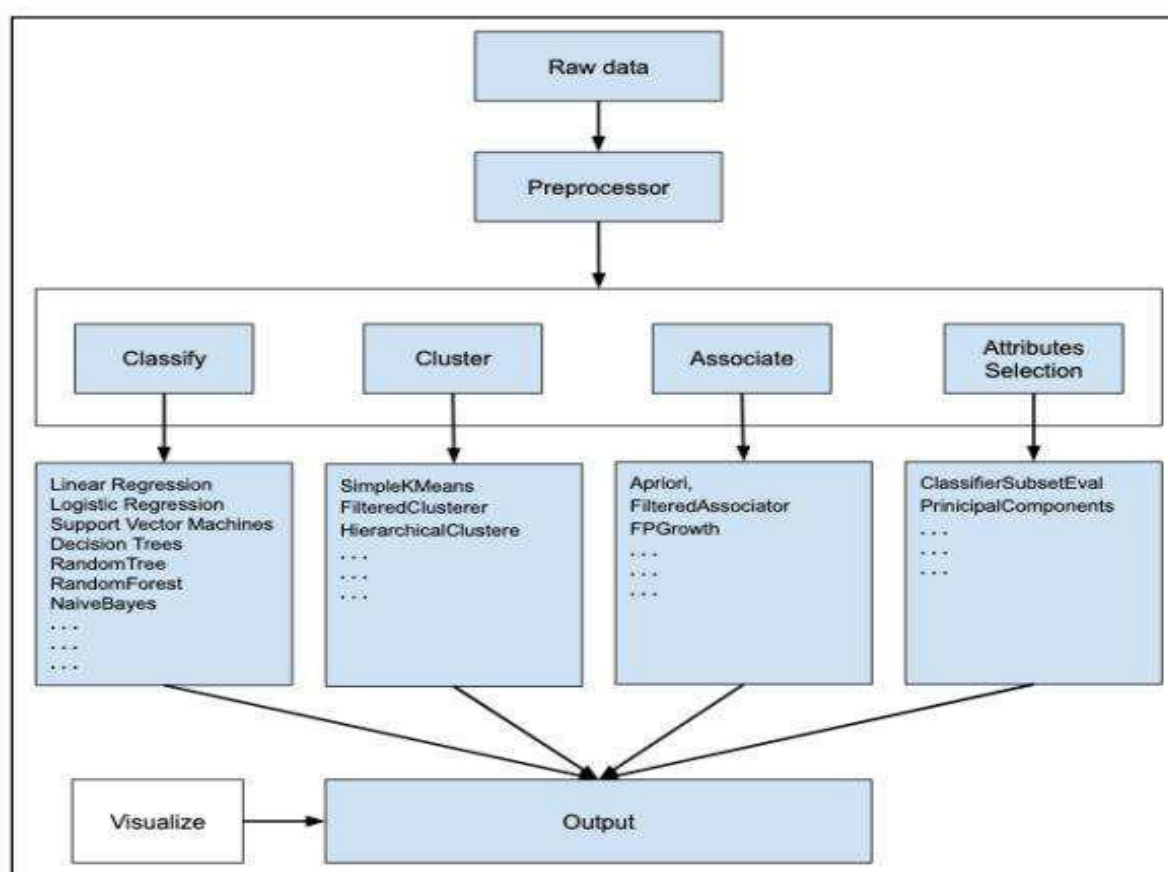 Raw data
Preprocessor
Classify
Cluster
Associate
Attributes
Selection
Linear Regression
Logistic Regression
Support Vector Machines
Decision Trees
RandomTree
RandomForest
NaiveBayes
. . .
. . .
. . .
SimpleKMeans
FilteredClusterer
HierarchicalClustere
. . .
. . .
. . .
Apriori,
FilteredAssociator
FPGrowth
. . .
. . .
. . .
ClassifierSubsetEval
PrinicipalComponents
. . .
. . .
. . .
Visualize
Output